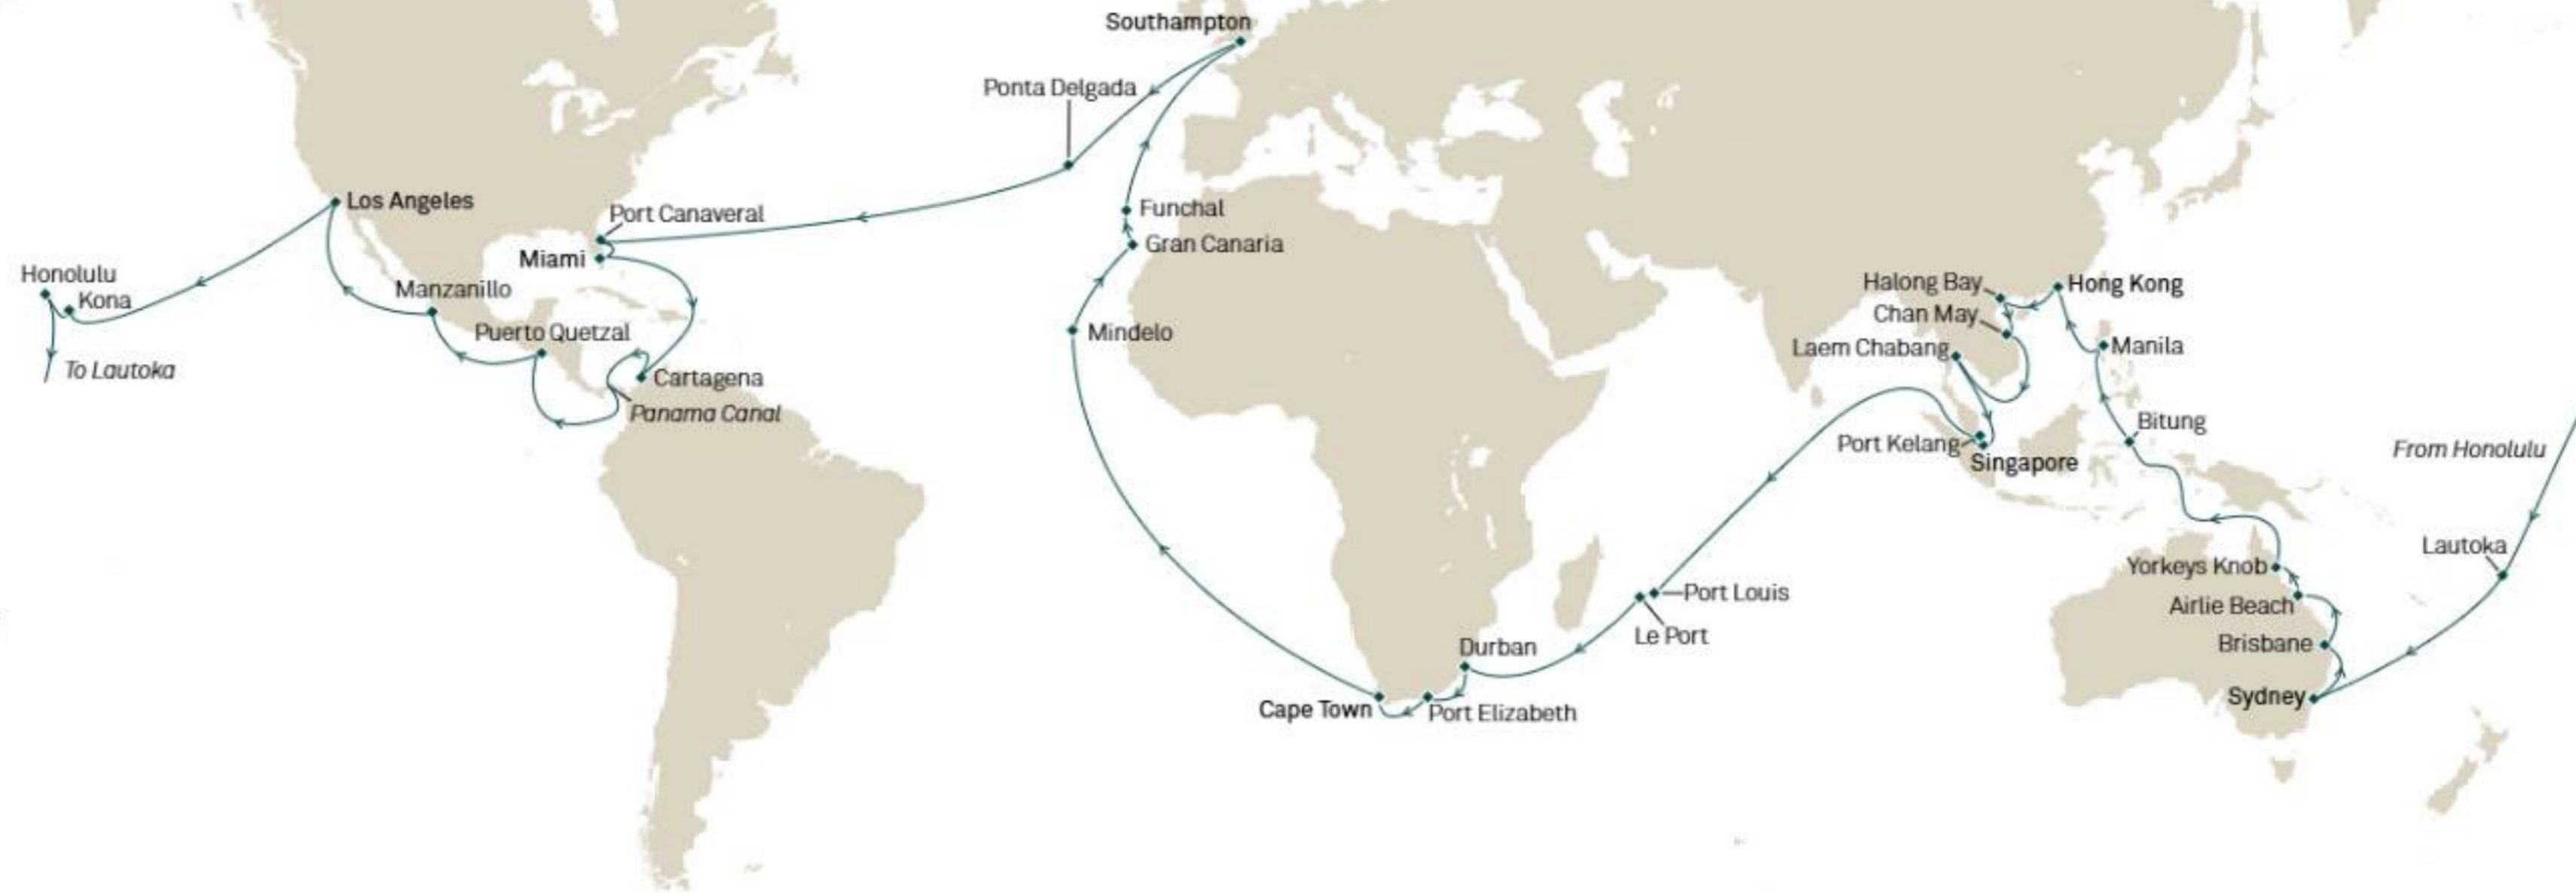 Southampton
Ponta Delgada
Los Angeles
Port Canaveral
Funchal
Miami
Gran Canaria
Honolulu
Kona
Manzanillo
Halong Bay
Hong Kong
Chan May
Puerto Quetzal
Mindelo
Laem Chabang
Manila
To Lautoka
Cartagena
Panama Canal
Bitung
Port Kelang
From Honolulu
Singapore
Lautoka
Yorkeys Knob
Port Louis
Airlie Beach
Le Port
Durban
Brisbane
Sydney
Cape Town
Port Elizabeth